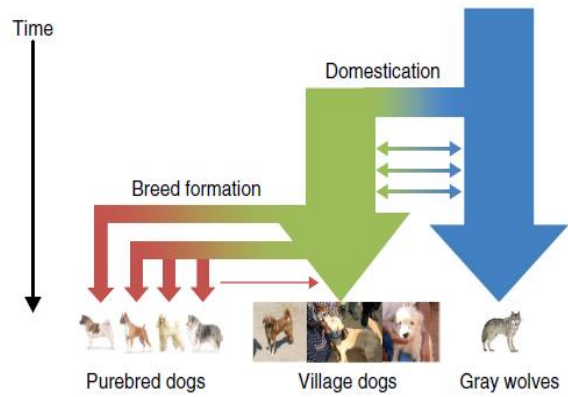 Time
Domestication
Breed formation
Purebred dogs
Village dogs
Gray wolves